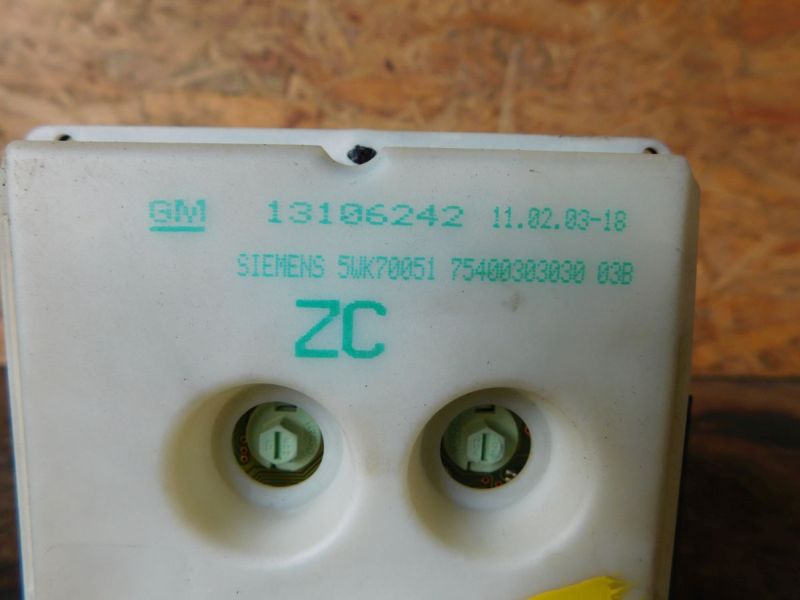 GM 13106242 11.02.03-18
SIEMENS 5WK70051 75400303030 03B
ZC